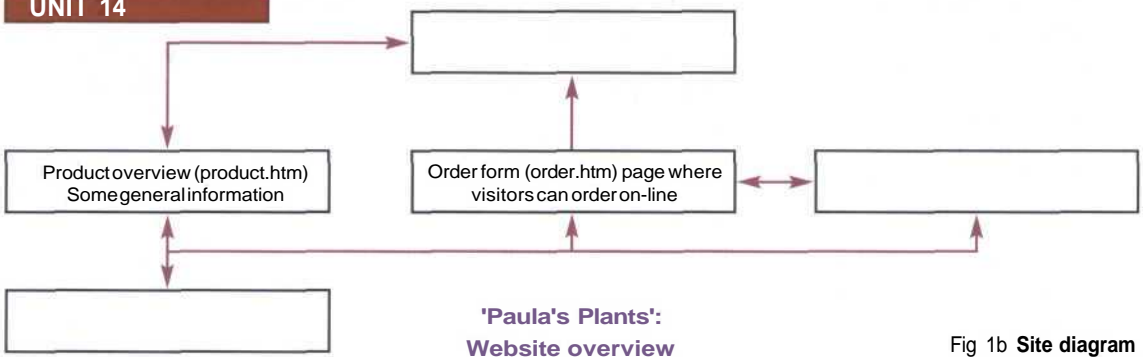 UNIT 14
Product overview (product.htm)
Some general information
Order form (order.htm) page where
visitors can order on-line
'Paula's Plants':
Website overview
Fig 1b Site diagram